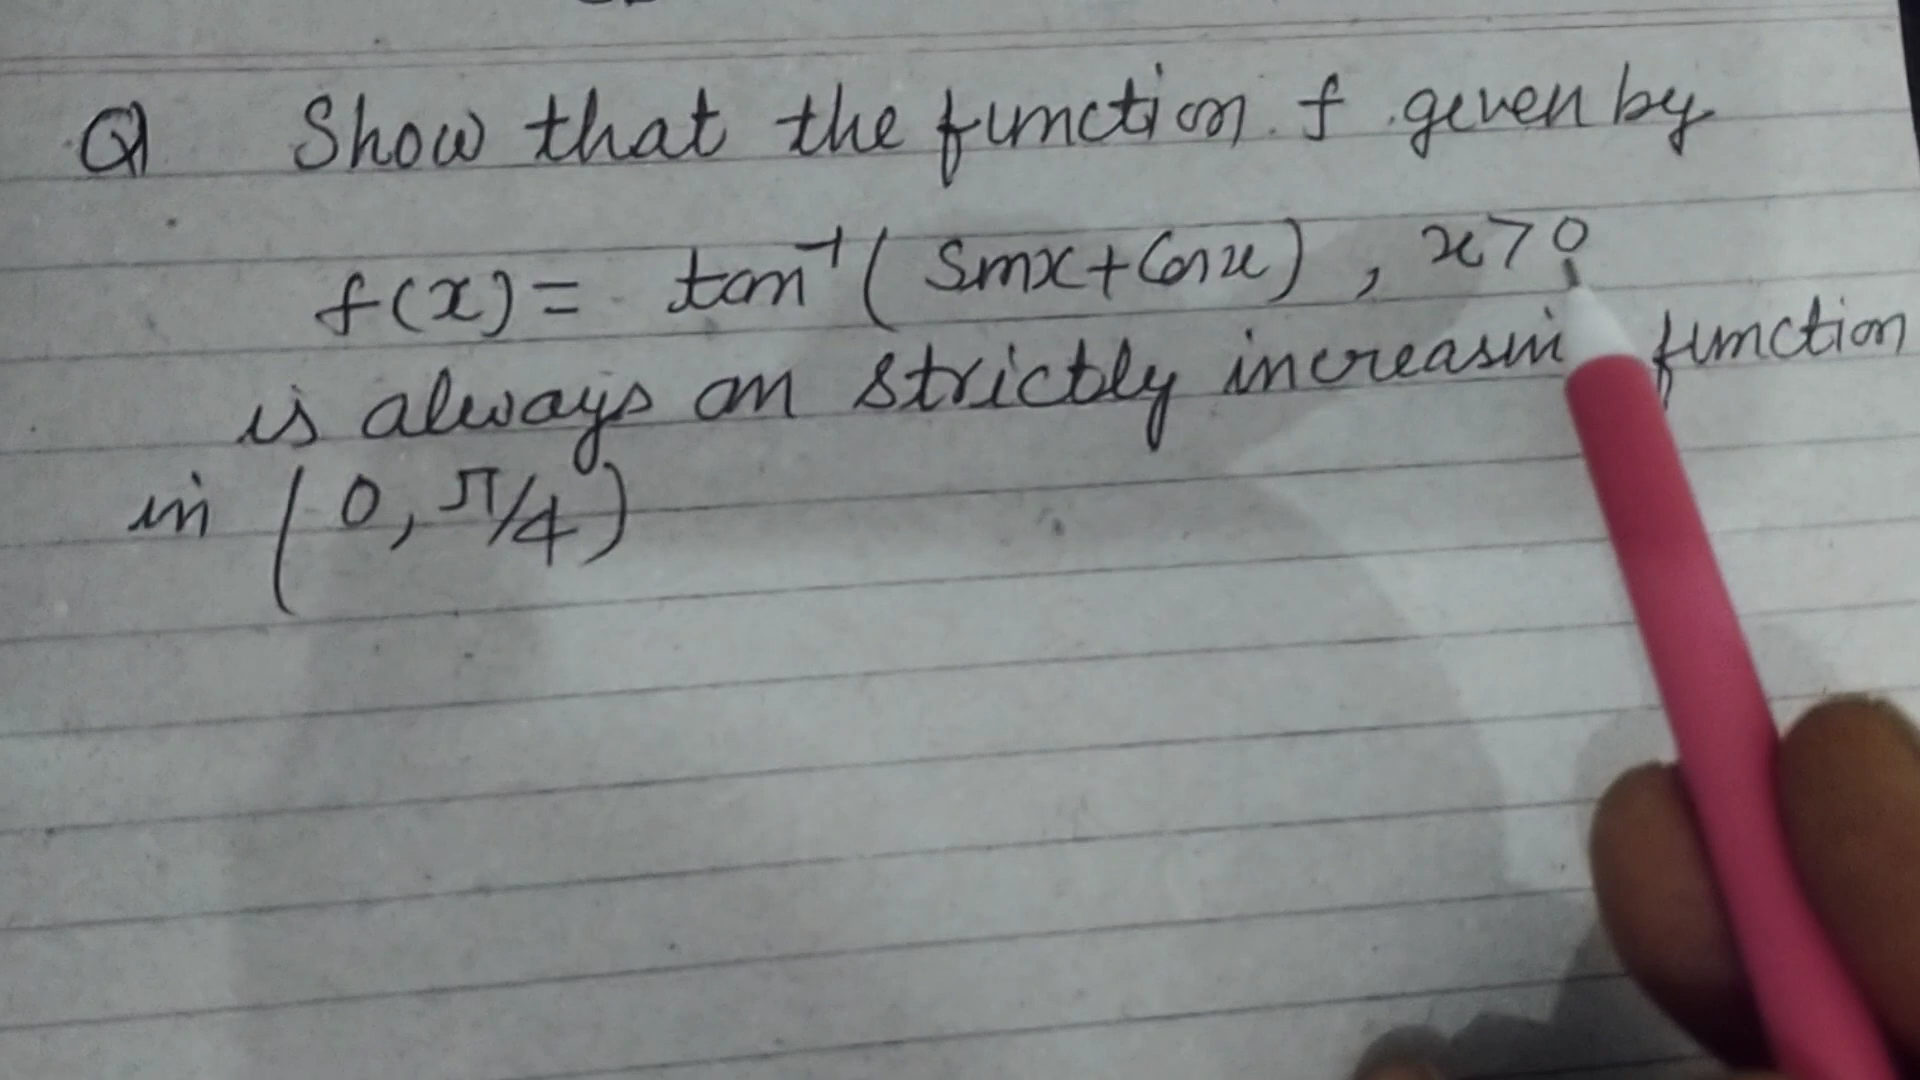 Q Show that the function f given by
f(x) = tan⁻¹ ( Sinx + Cosx ) , x > 0
is always an strictly increasin function
in ( 0, π/4 )